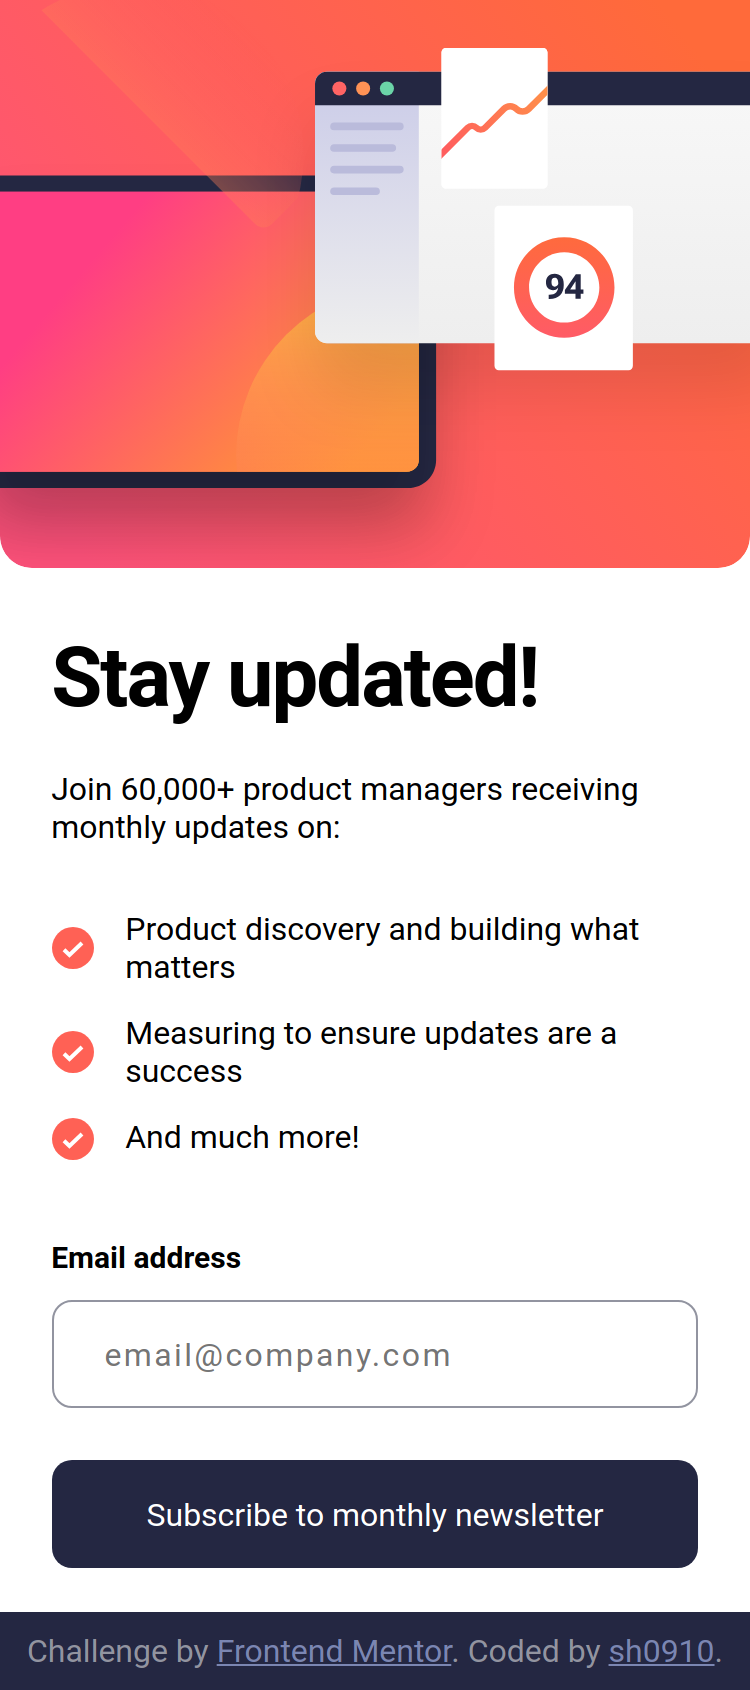 94
Stay updated!
Join 60,000+ product managers receiving
monthly updates on:
Product discovery and building what
matters
Measuring to ensure updates are a
success
And much more!
Email address
email@company.com
Subscribe to monthly newsletter
Challenge by Frontend Mentor. Coded by sh0910.